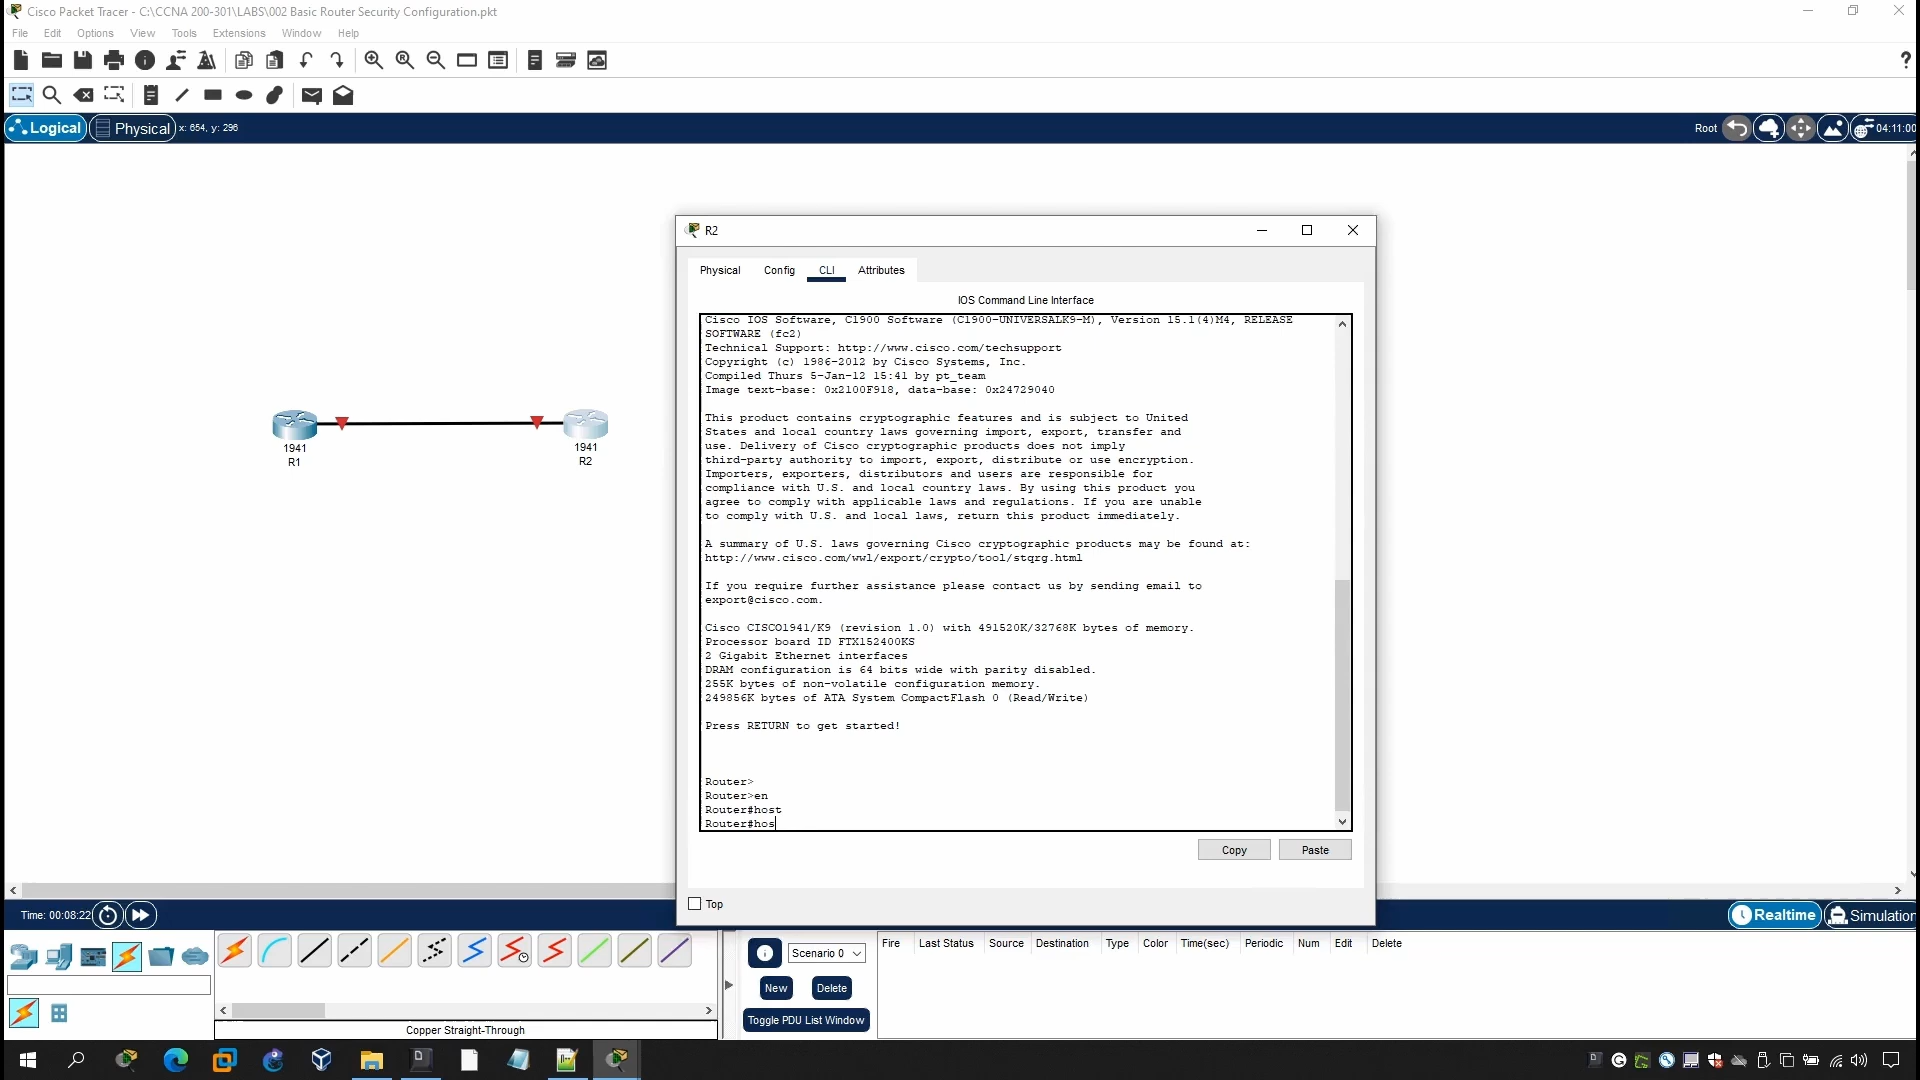 Cisco Packet Tracer - C:\CCNA 200-301\LABS\002 Basic Router Security Configuration.pkt
File Edit Options View Tools Extensions Window Help
?
Logical Physical x: 654, y: 296 Root 04:11:00
R2
Physical Config CLI Attributes
IOS Command Line Interface
Cisco IOS Software, C1900 Software (C1900-UNIVERSALK9-M), Version 15.1(4)M4, RELEASE
SOFTWARE (fc2)
Technical Support: http://www.cisco.com/techsupport
Copyright (c) 1986-2012 by Cisco Systems, Inc.
Compiled Thurs 5-Jan-12 15:41 by pt_team
Image text-base: 0x2100F918, data-base: 0x24729040
This product contains cryptographic features and is subject to United
States and local country laws governing import, export, transfer and
use. Delivery of Cisco cryptographic products does not imply
third-party authority to import, export, distribute or use encryption.
Importers, exporters, distributors and users are responsible for
compliance with U.S. and local country laws. By using this product you
agree to comply with applicable laws and regulations. If you are unable
to comply with U.S. and local laws, return this product immediately.
A summary of U.S. laws governing Cisco cryptographic products may be found at:
http://www.cisco.com/wwl/export/crypto/tool/stqrg.html
If you require further assistance please contact us by sending email to
export@cisco.com.
Cisco CISCO1941/K9 (revision 1.0) with 491520K/32768K bytes of memory.
Processor board ID FTX152400KS
2 Gigabit Ethernet interfaces
DRAM configuration is 64 bits wide with parity disabled.
255K bytes of non-volatile configuration memory.
249856K bytes of ATA System CompactFlash 0 (Read/Write)
Press RETURN to get started!
Router>
Router>en
Router#host
Router#hos
Copy Paste
Top
1941
R1
1941
R2
Time: 00:08:22 Realtime Simulation
Scenario 0
New Delete
Toggle PDU List Window
Fire Last Status Source Destination Type Color Time(sec) Periodic Num Edit Delete
Copper Straight-Through